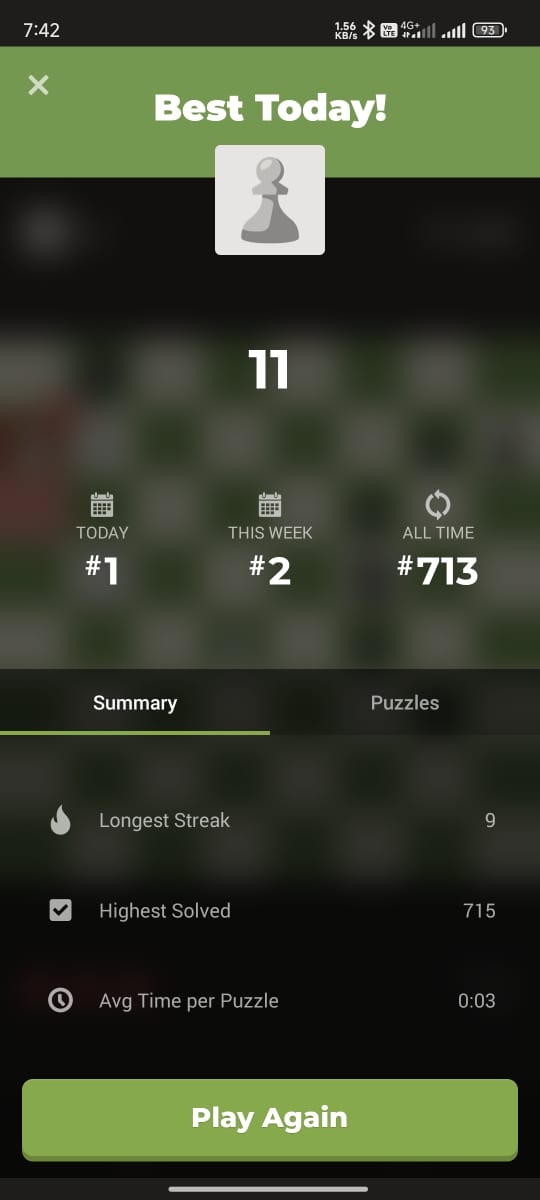 7:42
1.56 KB/s
Vo LTE
4G+
93
Best Today!
11
TODAY
THIS WEEK
ALL TIME
#1
#2
#713
Summary
Puzzles
Longest Streak
9
Highest Solved
715
Avg Time per Puzzle
0:03
Play Again